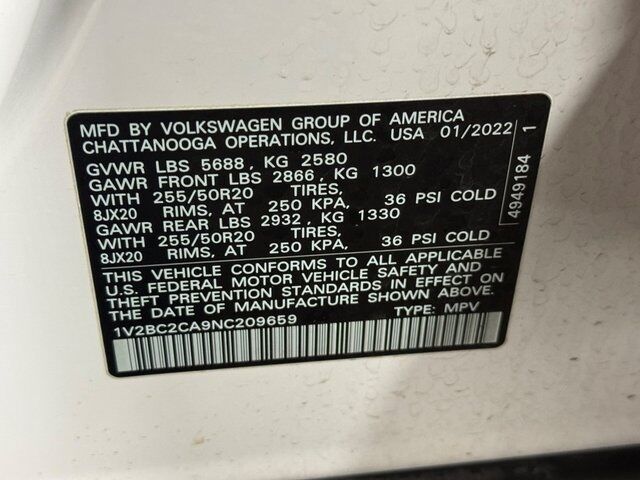 MFD BY VOLKSWAGEN GROUP OF AMERICA
CHATTANOOGA OPERATIONS, LLC. USA 01/2022
GVWR LBS 5688, KG 2580
GAWR FRONT LBS 2866, KG 1300
WITH 255/50R20 TIRES,
8JX20 RIMS, AT 250 KPA, 36 PSI COLD
GAWR REAR LBS 2932, KG 1330
WITH 255/50R20 TIRES,
8JX20 RIMS, AT 250 KPA, 36 PSI COLD
THIS VEHICLE CONFORMS TO ALL APPLICABLE
U.S. FEDERAL MOTOR VEHICLE SAFETY AND
THEFT PREVENTION STANDARDS IN EFFECT ON
THE DATE OF MANUFACTURE SHOWN ABOVE.
1V2BC2CA9NC209659 TYPE: MPV
4949184 1